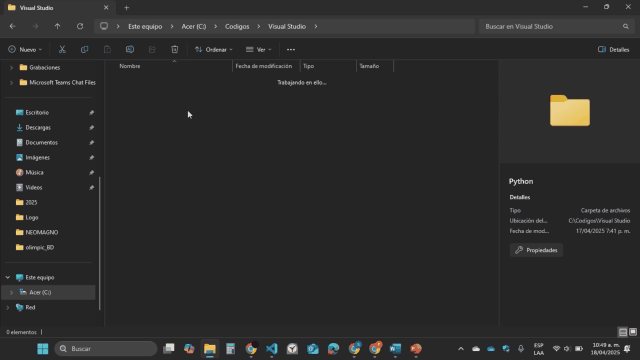 Visual Studio
Este equipo > Acer (C:) > Codigos > Visual Studio >
Buscar en Visual Studio
Nuevo
Ordenar
Ver
Detalles
Grabaciones
Microsoft Teams Chat Files
Escritorio
Descargas
Documentos
Imágenes
Música
Videos
2025
Logo
NEOMAGNO
olimpic_BD
Este equipo
Acer (C:)
Red
Nombre
Fecha de modificación
Tipo
Tamaño
Trabajando en ello...
Python
Detalles
Tipo Carpeta de archivos
Ubicación del... C:\Codigos\Visual Studio
Fecha de mod... 17/04/2025 7:41 p. m.
Propiedades
0 elementos
Buscar
ESP
LAA
10:49 a. m.
18/04/2025